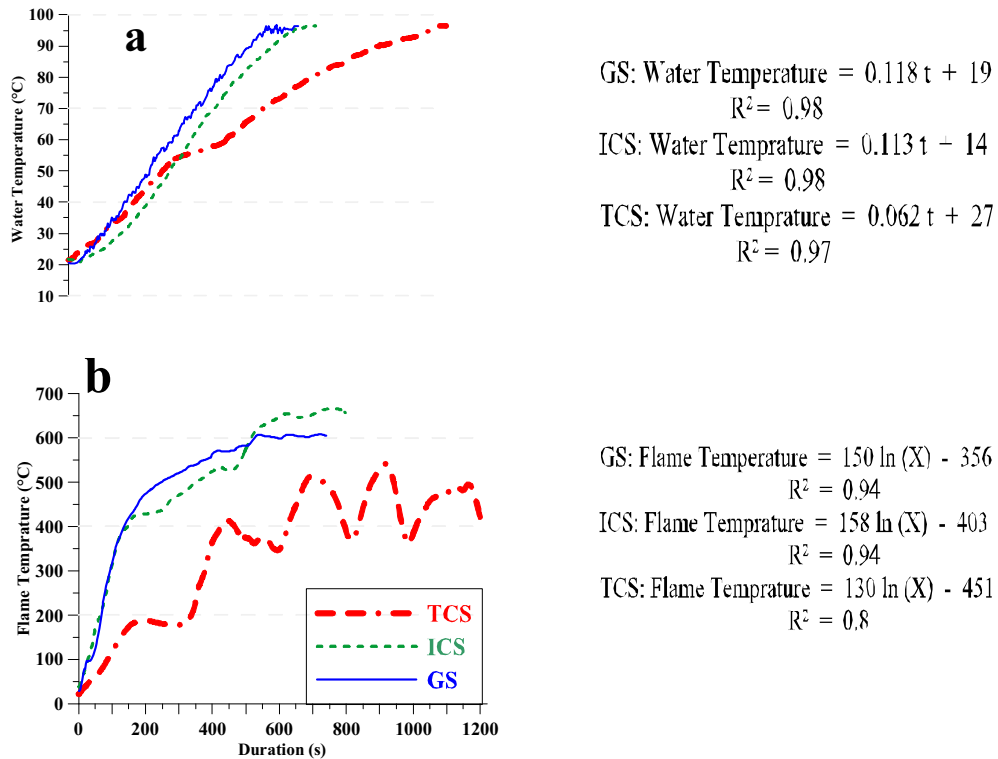 a
100
90
80
70
60
50
40
30
20
10
Water Temperature (°C)
GS: Water Temperature = 0.118 t + 19
R² = 0.98
ICS: Water Temprature = 0.113 t + 14
R² = 0.98
TCS: Water Temprature = 0.062 t + 27
R² = 0.97
b
700
600
500
400
300
200
100
0
Flame Temprature (°C)
TCS
ICS
GS
0 200 400 600 800 1000 1200
Duration (s)
GS: Flame Temperature = 150 ln (X) - 356
R² = 0.94
ICS: Flame Temprature = 158 ln (X) - 403
R² = 0.94
TCS: Flame Temprature = 130 ln (X) - 451
R² = 0.8